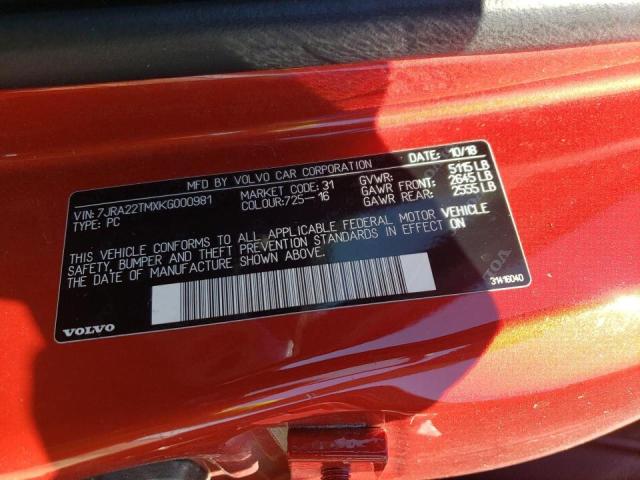 MFD BY VOLVO CAR CORPORATION DATE: 10/18
VIN: 7JRA22TMXKG000981 MARKET CODE: 31 GVWR: 5115 LB
TYPE: PC COLOUR: 725-16 GAWR FRONT: 2645 LB
GAWR REAR: 2555 LB
THIS VEHICLE CONFORMS TO ALL APPLICABLE FEDERAL MOTOR VEHICLE
SAFETY, BUMPER AND THEFT PREVENTION STANDARDS IN EFFECT ON
THE DATE OF MANUFACTURE SHOWN ABOVE.
VOLVO
31416040
VOLVO